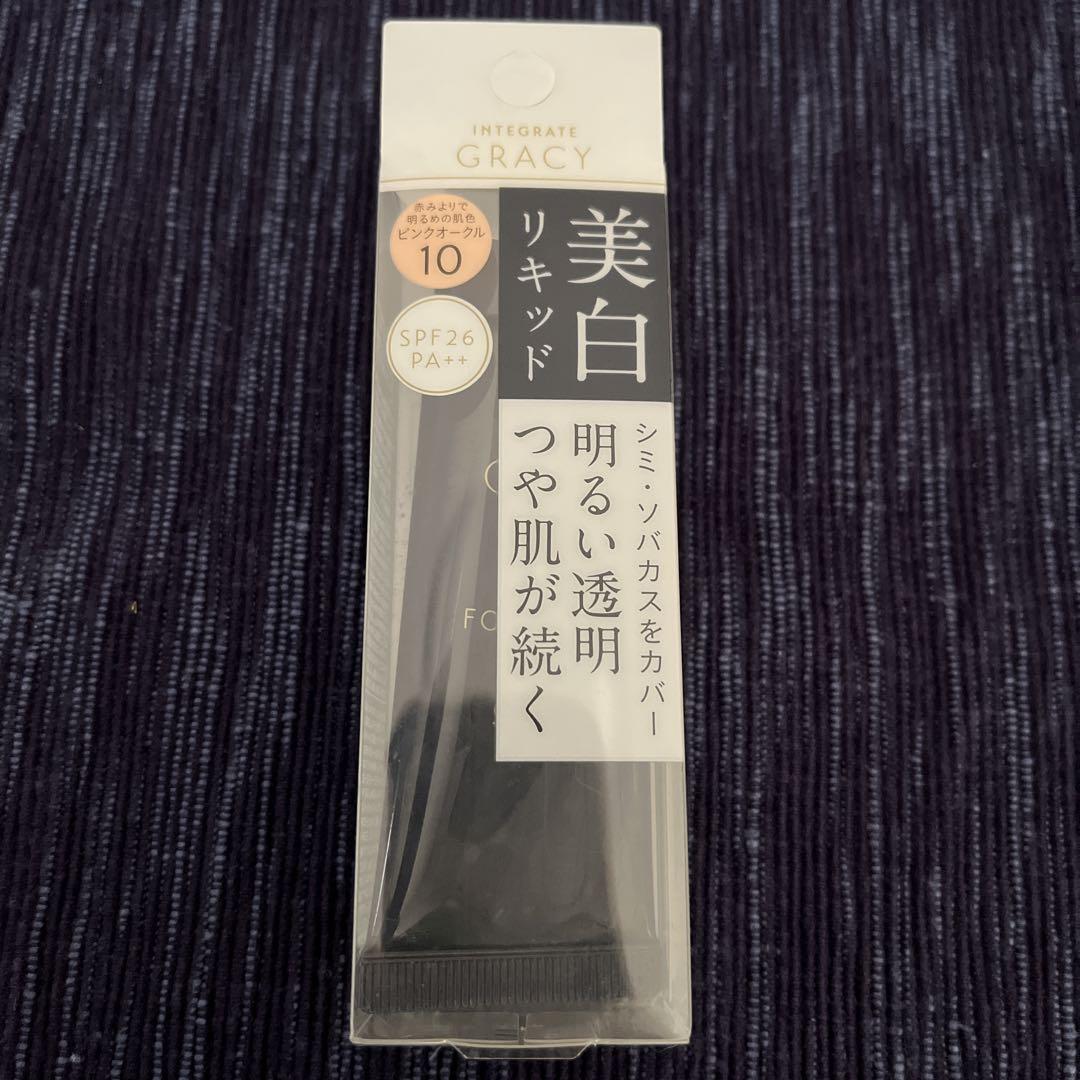 INTEGRATE
GRACY
赤みよりで
明るめの肌色
ピンクオークル
10
SPF26
PA++
美白
リキッド
シミ・ソバカスをカバー
明るい透明
つや肌が続く